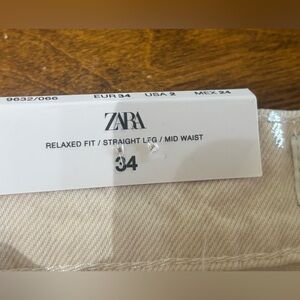 9632/066 EUR 34 USA 2 MEX 24
ZARA
RELAXED FIT / STRAIGHT LEG / MID WAIST
34